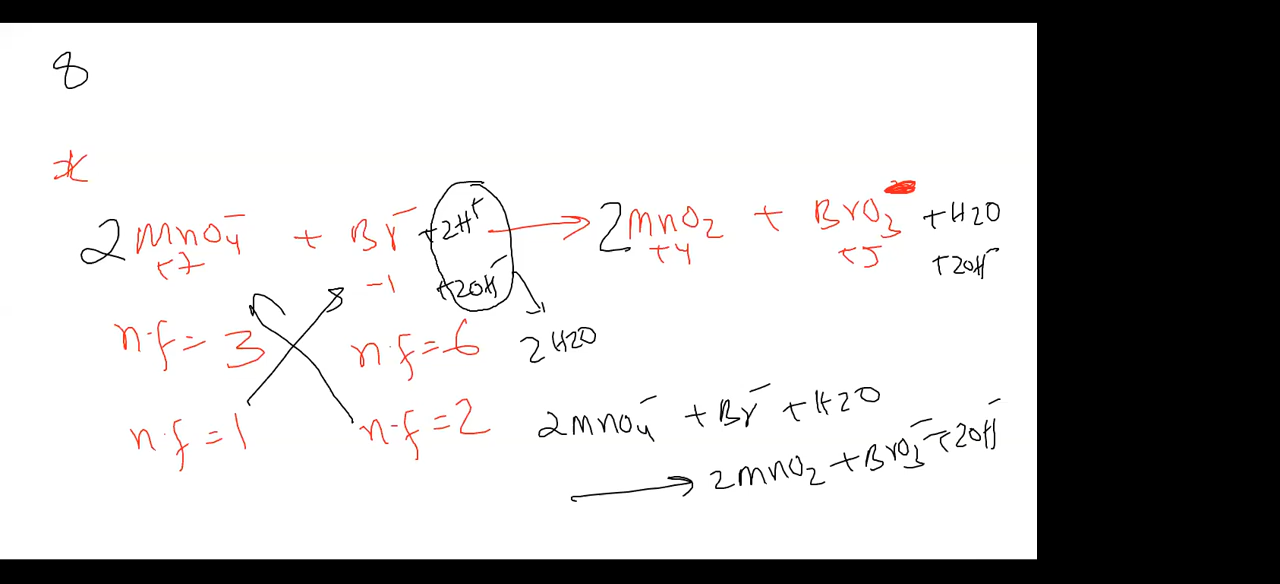 8
x
2MnO4⁻ + Br⁻ +2H⁺ → 2MnO2 + BrO3⁻ +H2O
+7 -1 +2OH⁻ +4 +5 +2OH⁻
n.f = 3 n.f = 6 2H2O
n.f = 1 n.f = 2 2MnO4⁻ + Br⁻ + H2O
→ 2MnO2 + BrO3⁻ + 2OH⁻